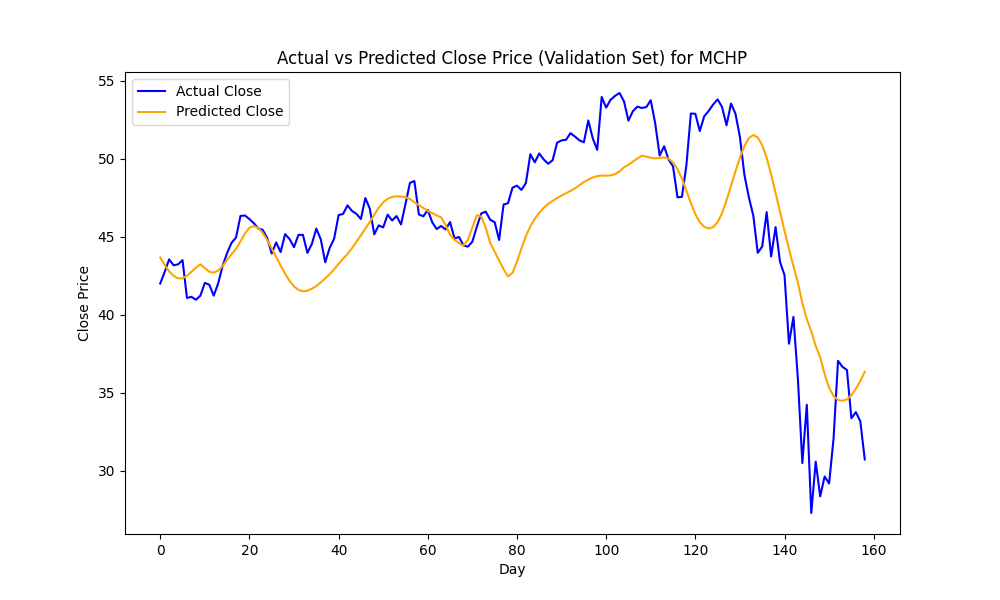 Actual vs Predicted Close Price (Validation Set) for MCHP
Actual Close
Predicted Close
Close Price
55
50
45
40
35
30
0 20 40 60 80 100 120 140 160
Day